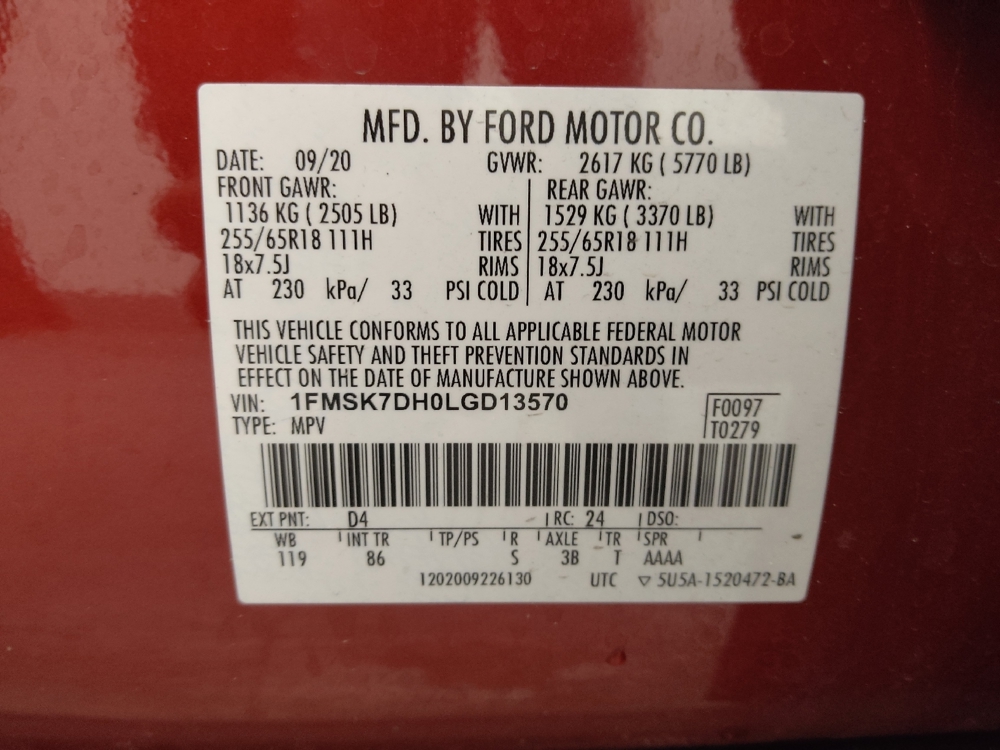 MFD. BY FORD MOTOR CO.
DATE: 09/20 GVWR: 2617 KG ( 5770 LB)
FRONT GAWR: REAR GAWR:
1136 KG ( 2505 LB) WITH 1529 KG ( 3370 LB) WITH
255/65R18 111H TIRES 255/65R18 111H TIRES
18x7.5J RIMS 18x7.5J RIMS
AT 230 kPa/ 33 PSI COLD AT 230 kPa/ 33 PSI COLD
THIS VEHICLE CONFORMS TO ALL APPLICABLE FEDERAL MOTOR
VEHICLE SAFETY AND THEFT PREVENTION STANDARDS IN
EFFECT ON THE DATE OF MANUFACTURE SHOWN ABOVE.
VIN: 1FMSK7DH0LGD13570 F0097
TYPE: MPV T0279
EXT PNT: D4 RC: 24 DSO:
WB INT TR TP/PS R AXLE TR SPR
119 86 S 3B T AAAA
1202009226130 UTC ▽ 5U5A-1520472-BA